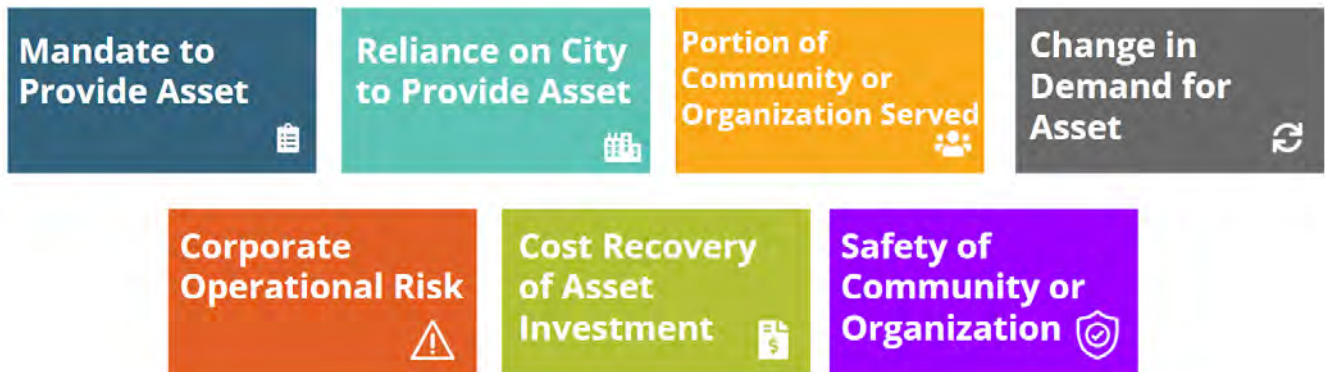 Mandate to
Provide Asset
Reliance on City
to Provide Asset
Portion of
Community or
Organization Served
Change in
Demand for
Asset
Corporate
Operational Risk
Cost Recovery
of Asset
Investment
Safety of
Community or
Organization